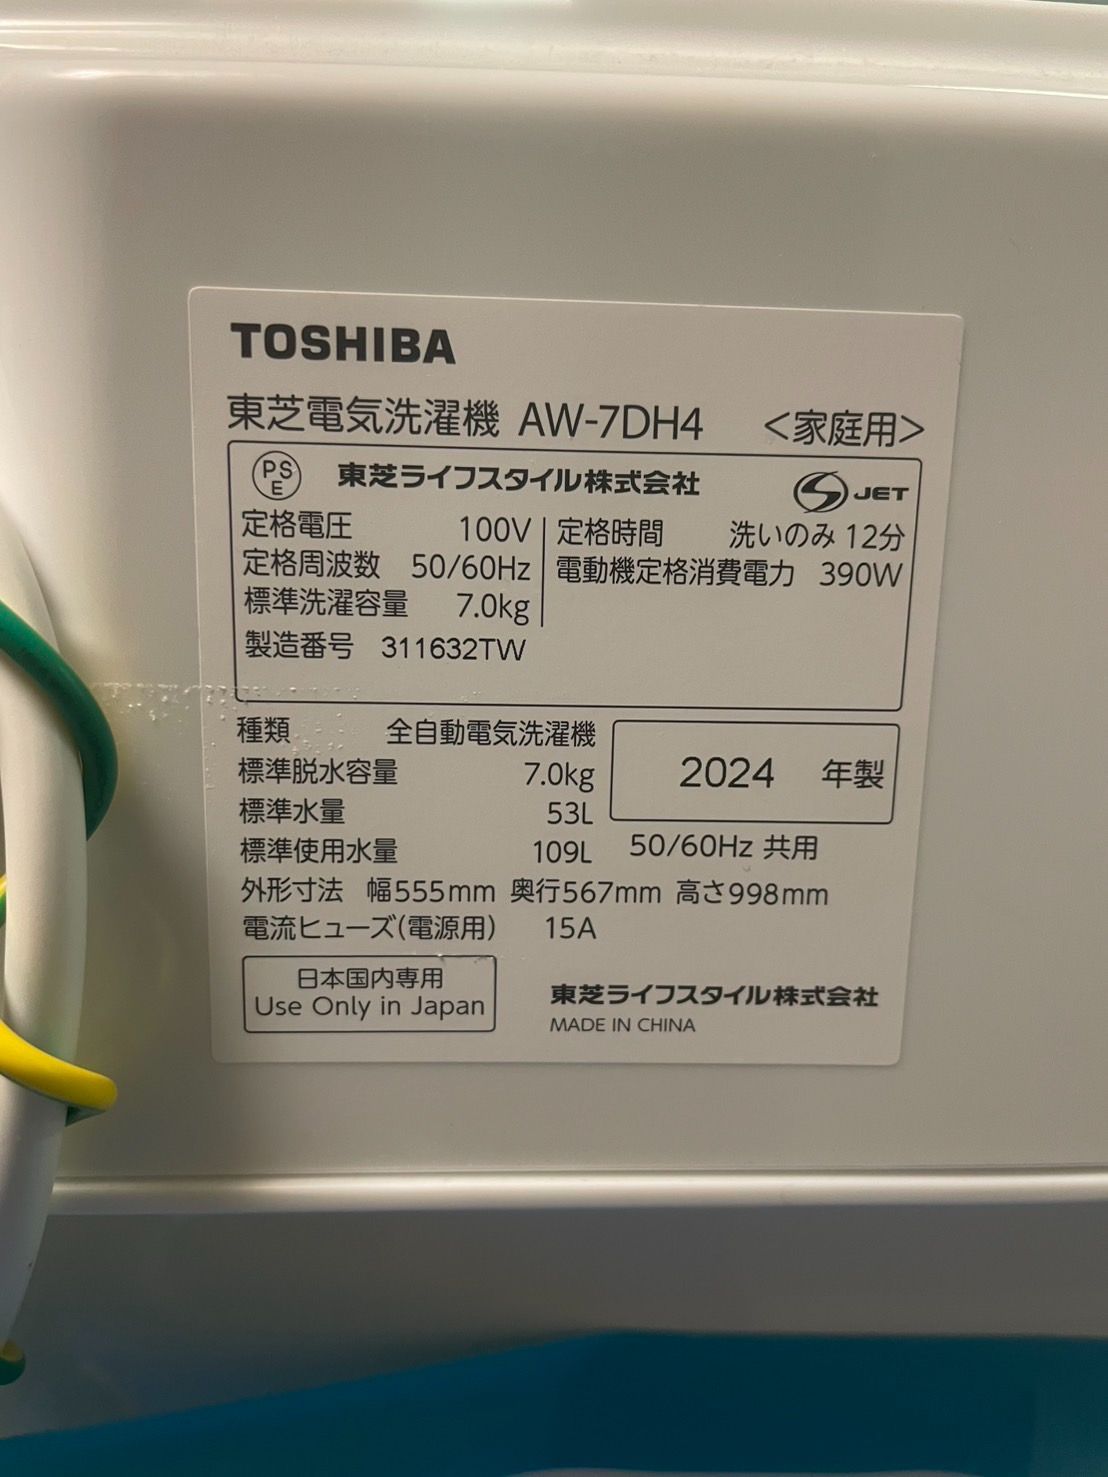 TOSHIBA
東芝電気洗濯機 AW-7DH4 <家庭用>
PSE 東芝ライフスタイル株式会社 S JET
定格電圧 100V 定格時間 洗いのみ 12分
定格周波数 50/60Hz 電動機定格消費電力 390W
標準洗濯容量 7.0kg
製造番号 311632TW
種類 全自動電気洗濯機
標準脱水容量 7.0kg 2024 年製
標準水量 53L
標準使用水量 109L 50/60Hz 共用
外形寸法 幅555mm 奥行567mm 高さ998mm
電流ヒューズ(電源用) 15A
日本国内専用
Use Only in Japan
東芝ライフスタイル株式会社
MADE IN CHINA